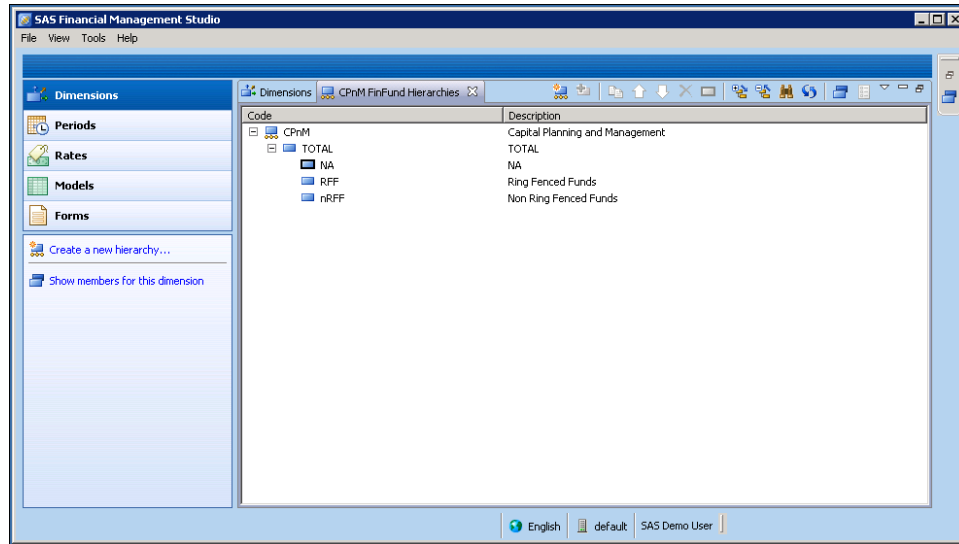 SAS Financial Management Studio
File View Tools Help
Dimensions
Periods
Rates
Models
Forms
Create a new hierarchy...
Show members for this dimension
Dimensions CPnM FinFund Hierarchies
Code Description
CPnM Capital Planning and Management
TOTAL TOTAL
NA NA
RFF Ring Fenced Funds
nRFF Non Ring Fenced Funds
English default SAS Demo User